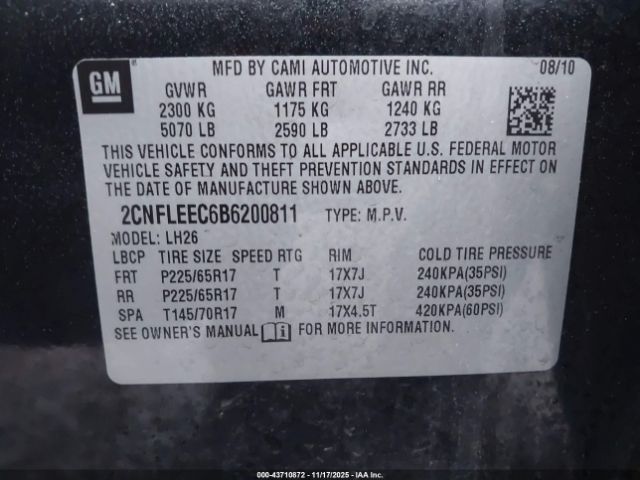 GM
MFD BY CAMI AUTOMOTIVE INC. 08/10
GVWR GAWR FRT GAWR RR
2300 KG 1175 KG 1240 KG
5070 LB 2590 LB 2733 LB
THIS VEHICLE CONFORMS TO ALL APPLICABLE U.S. FEDERAL MOTOR
VEHICLE SAFETY AND THEFT PREVENTION STANDARDS IN EFFECT ON
THE DATE OF MANUFACTURE SHOWN ABOVE.
2CNFLEEC6B6200811 TYPE: M.P.V.
MODEL: LH26
LBCP TIRE SIZE SPEED RTG RIM COLD TIRE PRESSURE
FRT P225/65R17 T 17X7J 240KPA(35PSI)
RR P225/65R17 T 17X7J 240KPA(35PSI)
SPA T145/70R17 M 17X4.5T 420KPA(60PSI)
SEE OWNER'S MANUAL FOR MORE INFORMATION.
000-43710872 - 11/17/2025 - IAA Inc.